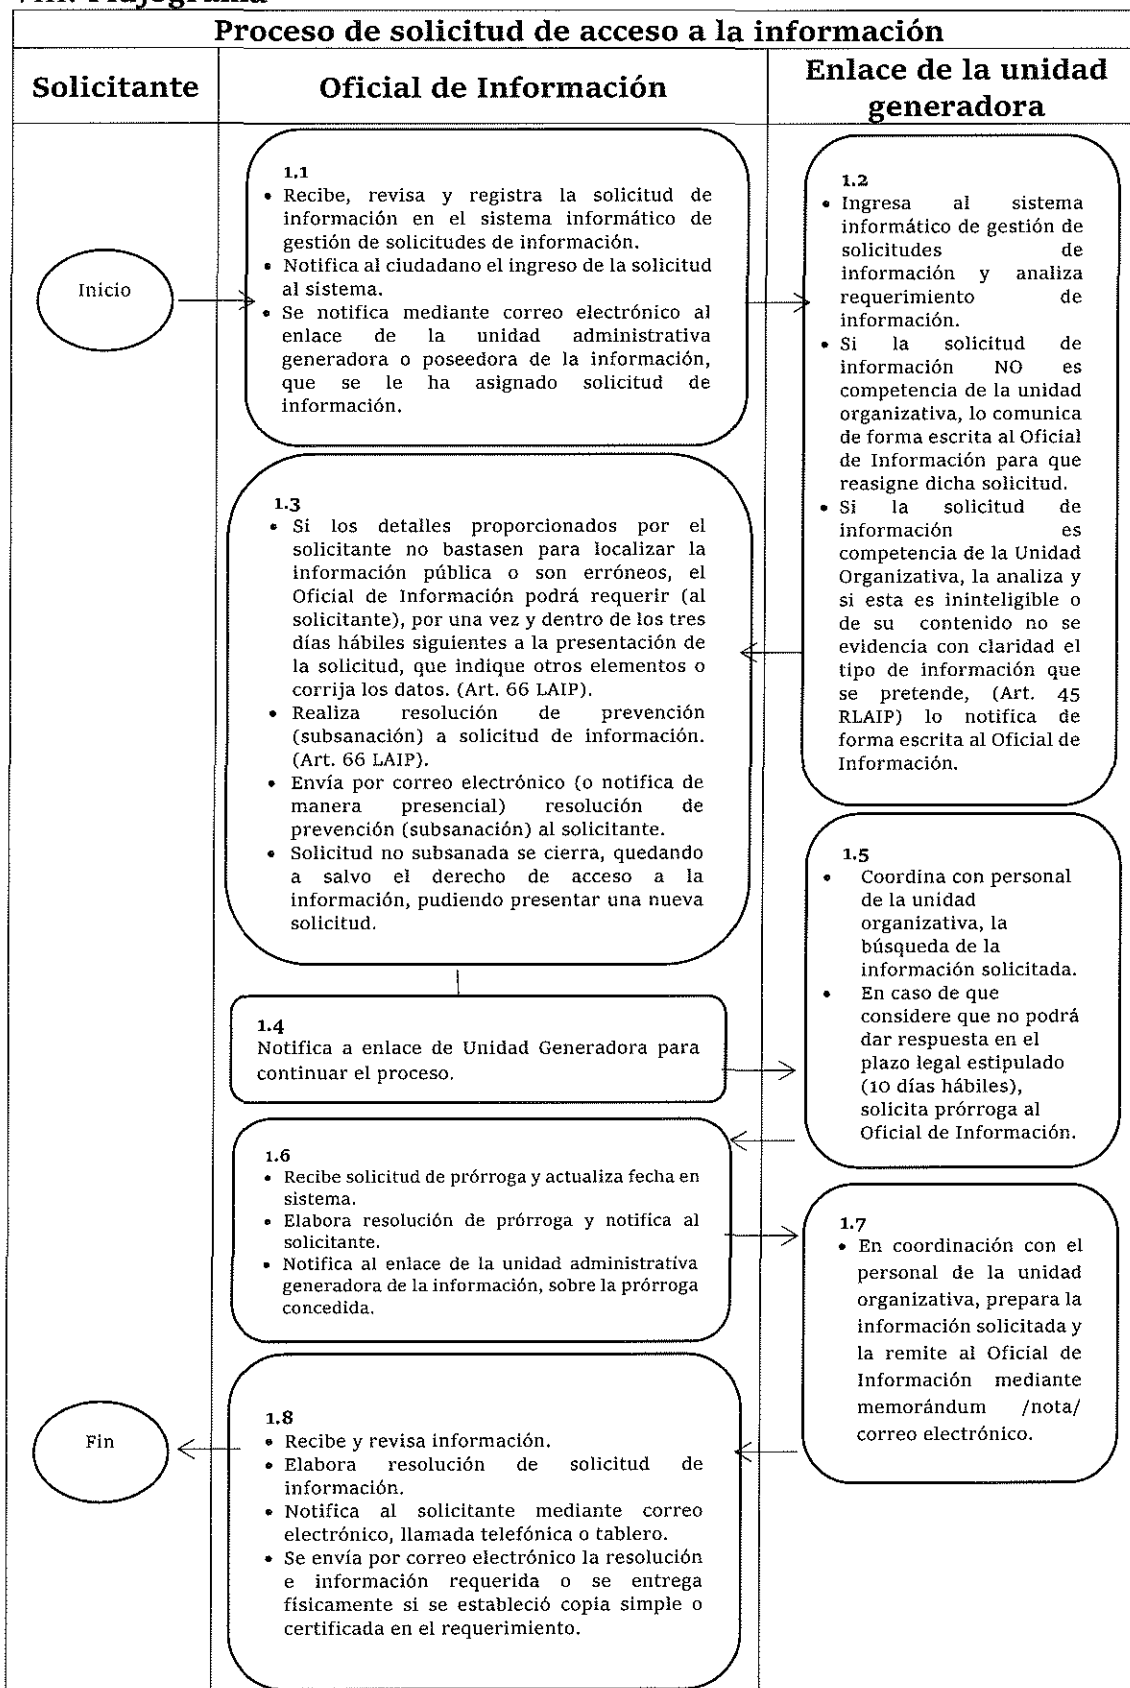 VIII. Flujograma
Proceso de solicitud de acceso a la información
Solicitante
Oficial de Información
Enlace de la unidad
generadora
Inicio
1.1
• Recibe, revisa y registra la solicitud de
información en el sistema informático de
gestión de solicitudes de información.
• Notifica al ciudadano el ingreso de la solicitud
al sistema.
• Se notifica mediante correo electrónico al
enlace de la unidad administrativa
generadora o poseedora de la información,
que se le ha asignado solicitud de
información.
1.2
• Ingresa al sistema
informático de gestión de
solicitudes de
información y analiza
requerimiento de
información.
• Si la solicitud de
información NO es
competencia de la unidad
organizativa, lo comunica
de forma escrita al Oficial
de Información para que
reasigne dicha solicitud.
• Si la solicitud de
información es
competencia de la Unidad
Organizativa, la analiza y
si esta es ininteligible o
de su contenido no se
evidencia con claridad el
tipo de información que
se pretende, (Art. 45
RLAIP) lo notifica de
forma escrita al Oficial de
Información.
1.3
• Si los detalles proporcionados por el
solicitante no bastasen para localizar la
información pública o son erróneos, el
Oficial de Información podrá requerir (al
solicitante), por una vez y dentro de los tres
días hábiles siguientes a la presentación de
la solicitud, que indique otros elementos o
corrija los datos. (Art. 66 LAIP).
• Realiza resolución de prevención
(subsanación) a solicitud de información.
(Art. 66 LAIP).
• Envía por correo electrónico (o notifica de
manera presencial) resolución de
prevención (subsanación) al solicitante.
• Solicitud no subsanada se cierra, quedando
a salvo el derecho de acceso a la
información, pudiendo presentar una nueva
solicitud.
1.4
Notifica a enlace de Unidad Generadora para
continuar el proceso.
1.5
• Coordina con personal
de la unidad
organizativa, la
búsqueda de la
información solicitada.
• En caso de que
considere que no podrá
dar respuesta en el
plazo legal estipulado
(10 días hábiles),
solicita prórroga al
Oficial de Información.
1.6
• Recibe solicitud de prórroga y actualiza fecha en
sistema.
• Elabora resolución de prórroga y notifica al
solicitante.
• Notifica al enlace de la unidad administrativa
generadora de la información, sobre la prórroga
concedida.
1.7
• En coordinación con el
personal de la unidad
organizativa, prepara la
información solicitada y
la remite al Oficial de
Información mediante
memorándum /nota/
correo electrónico.
1.8
• Recibe y revisa información.
• Elabora resolución de solicitud de
información.
• Notifica al solicitante mediante correo
electrónico, llamada telefónica o tablero.
• Se envía por correo electrónico la resolución
e información requerida o se entrega
físicamente si se estableció copia simple o
certificada en el requerimiento.
Fin